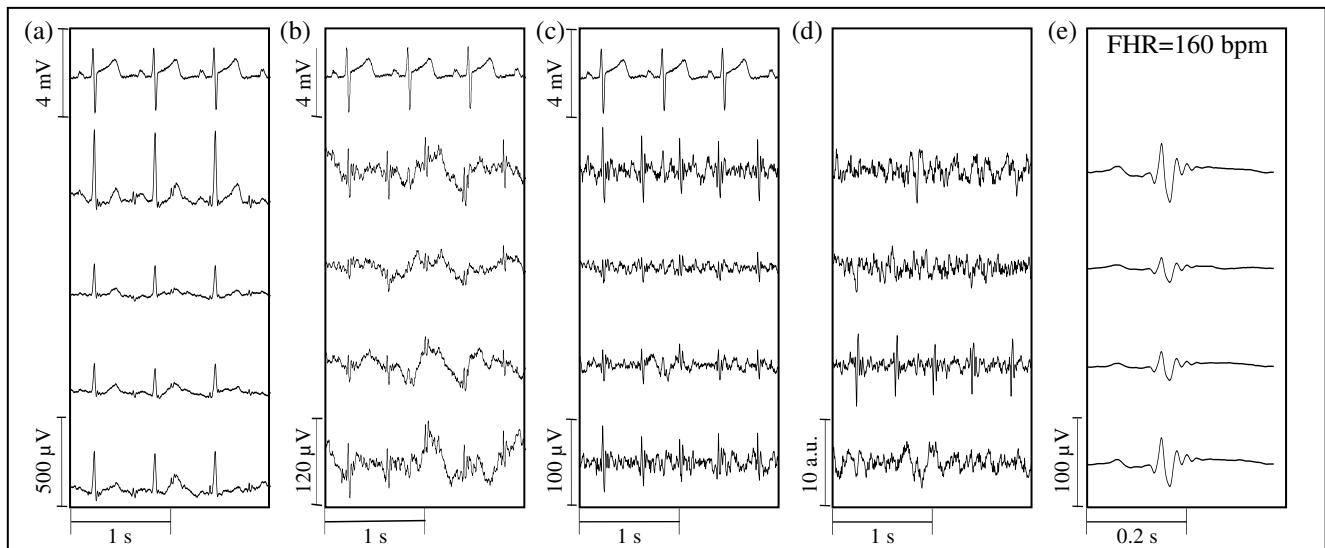 (a)
4 mV
500 μV
1 s
(b)
4 mV
120 μV
1 s
(c)
4 mV
100 μV
1 s
(d)
10 a.u.
1 s
(e)
FHR=160 bpm
100 μV
0.2 s